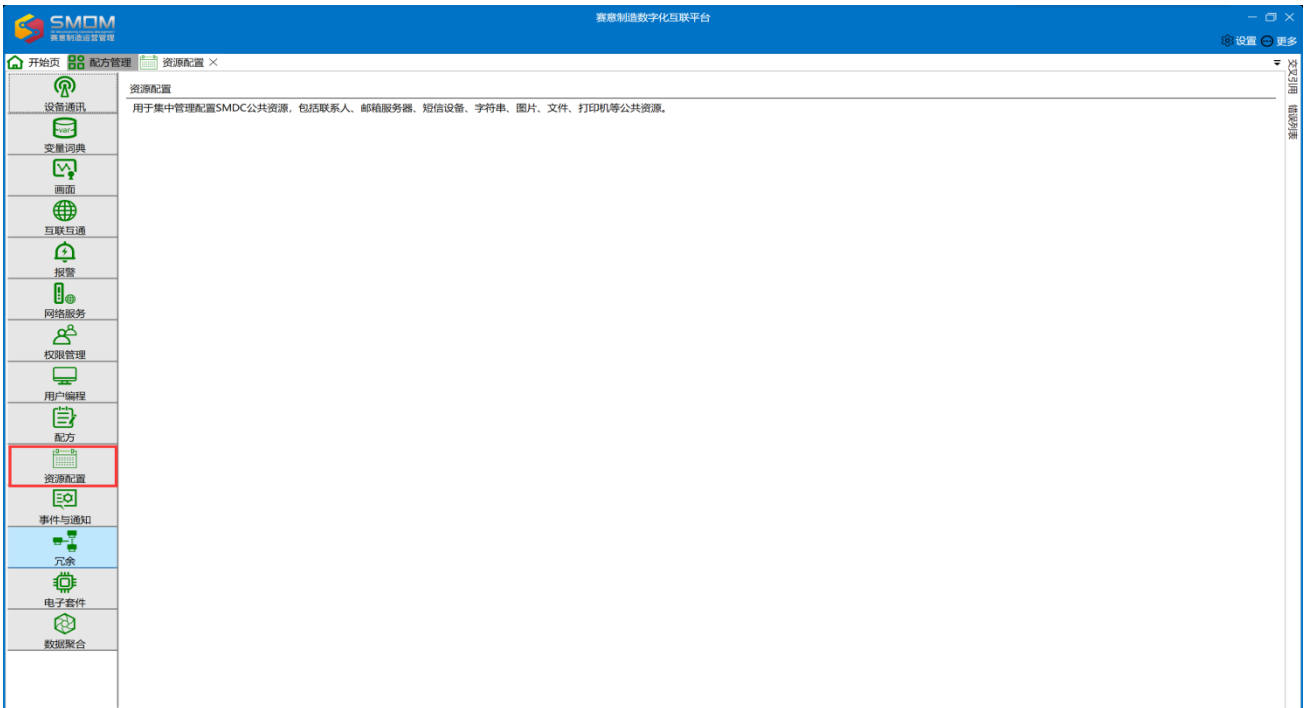 SMOM
赛意制造运营管理
赛意制造数字化互联平台
设置 更多
开始页 配方管理 资源配置
设备通讯
var
变量词典
画面
互联互通
报警
网络服务
权限管理
用户编程
配方
资源配置
事件与通知
冗余
电子套件
数据聚合
资源配置
用于集中管理配置SMDC公共资源，包括联系人、邮箱服务器、短信设备、字符串、图片、文件、打印机等公共资源。
交叉引用
错误列表